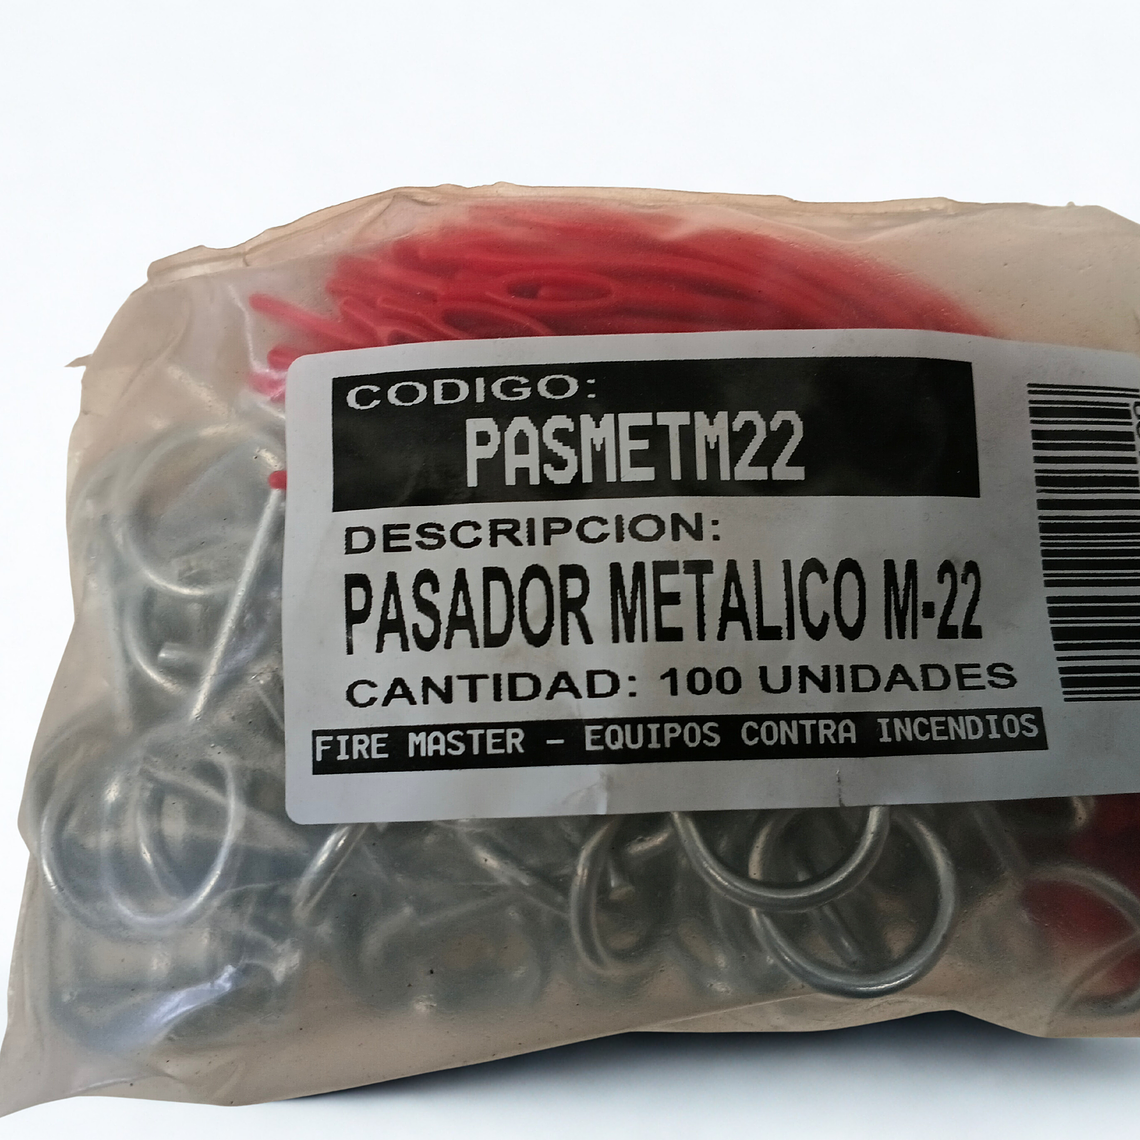 CODIGO:
PASMETM22
DESCRIPCION:
PASADOR METALICO M-22
CANTIDAD: 100 UNIDADES
FIRE MASTER - EQUIPOS CONTRA INCENDIOS